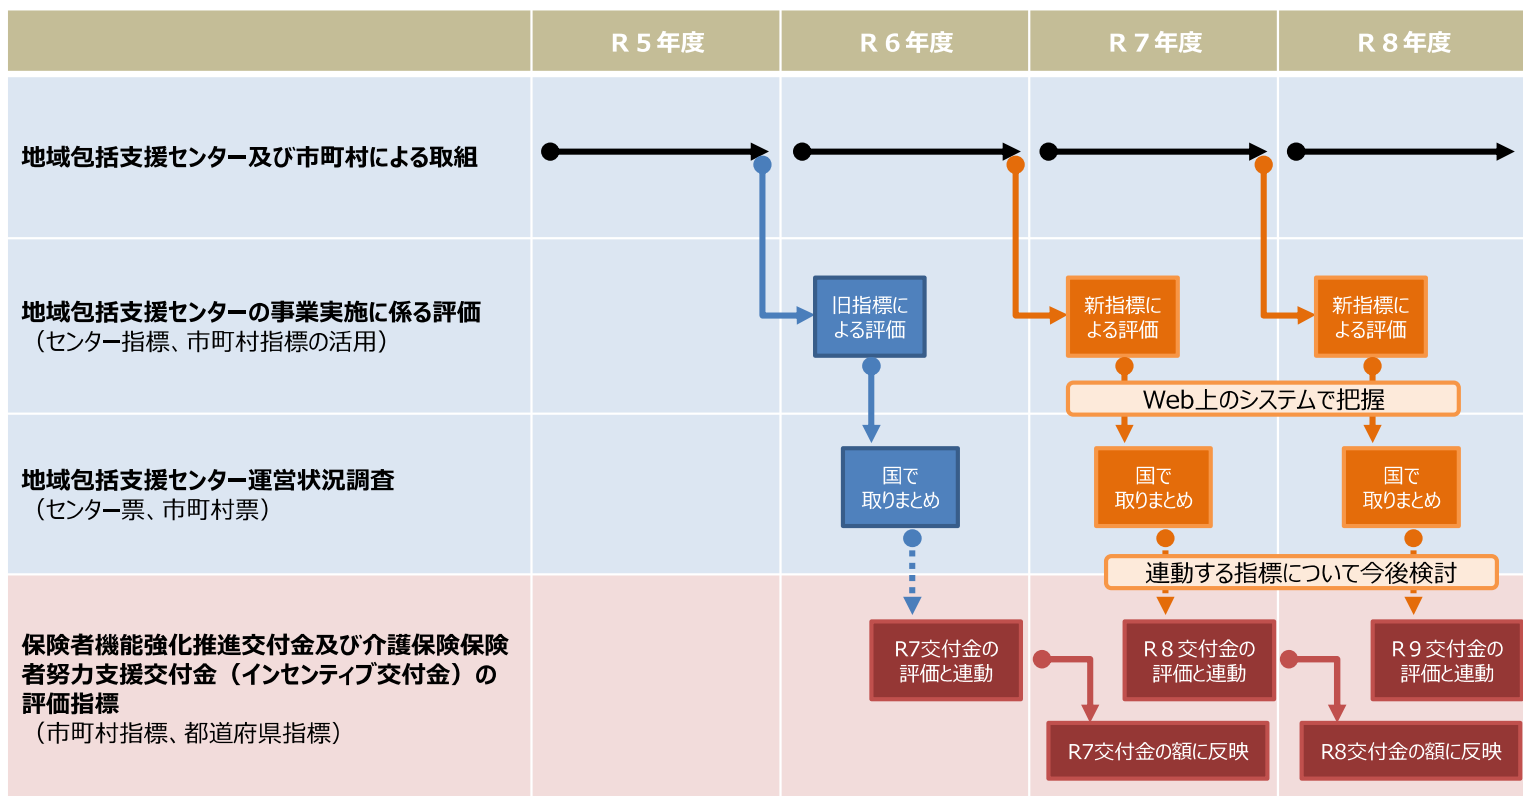 R５年度
R６年度
R７年度
R８年度
地域包括支援センター及び市町村による取組
地域包括支援センターの事業実施に係る評価
（センター指標、市町村指標の活用）
旧指標に
よる評価
新指標に
よる評価
新指標に
よる評価
Web上のシステムで把握
地域包括支援センター運営状況調査
（センター票、市町村票）
国で
取りまとめ
国で
取りまとめ
国で
取りまとめ
連動する指標について今後検討
保険者機能強化推進交付金及び介護保険保険
者努力支援交付金（インセンティブ交付金）の
評価指標
（市町村指標、都道府県指標）
R7交付金の
評価と連動
R８交付金の
評価と連動
R９交付金の
評価と連動
R7交付金の額に反映
R8交付金の額に反映